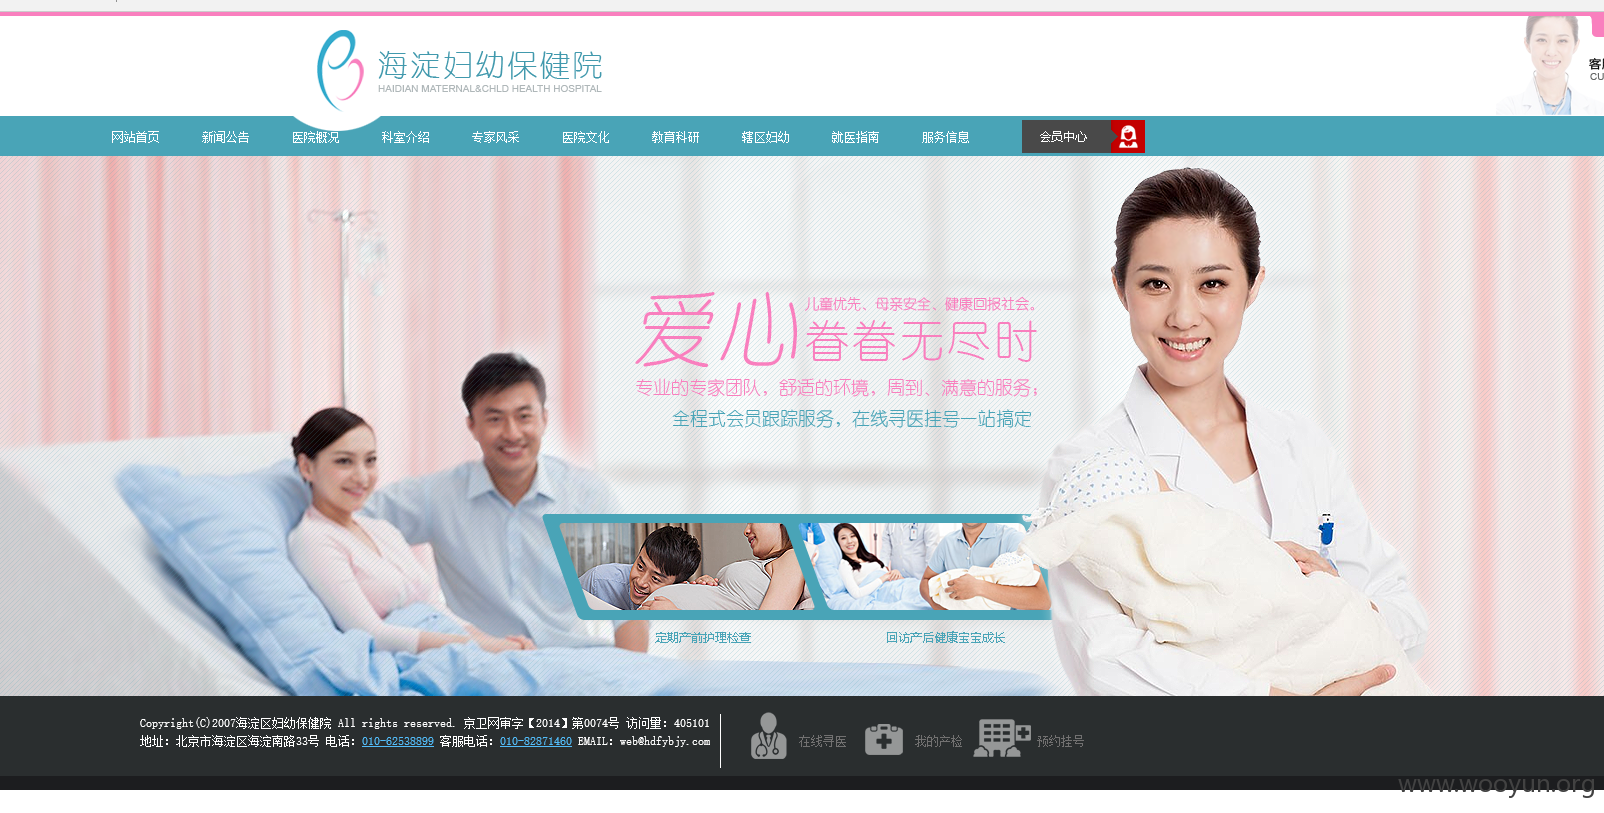 海淀妇幼保健院
HAIDIAN MATERNAL&CHLD HEALTH HOSPITAL
网站首页 新闻公告 医院概况 科室介绍 专家风采 医院文化 教育科研 辖区妇幼 就医指南 服务信息 会员中心
爱心
儿童优先、母亲安全、健康回报社会。
眷眷无尽时
专业的专家团队，舒适的环境，周到、满意的服务；
全程式会员跟踪服务，在线寻医挂号一站搞定
定期产前护理检查 回访产后健康宝宝成长
Copyright(C)2007海淀区妇幼保健院 All rights reserved. 京卫网审字【2014】第0074号 访问量：405101
地址：北京市海淀区海淀南路33号 电话：010-62538899 客服电话：010-82871460 EMAIL：web@hdfybjy.com
在线寻医 我的产检 预约挂号
www.wooyun.org